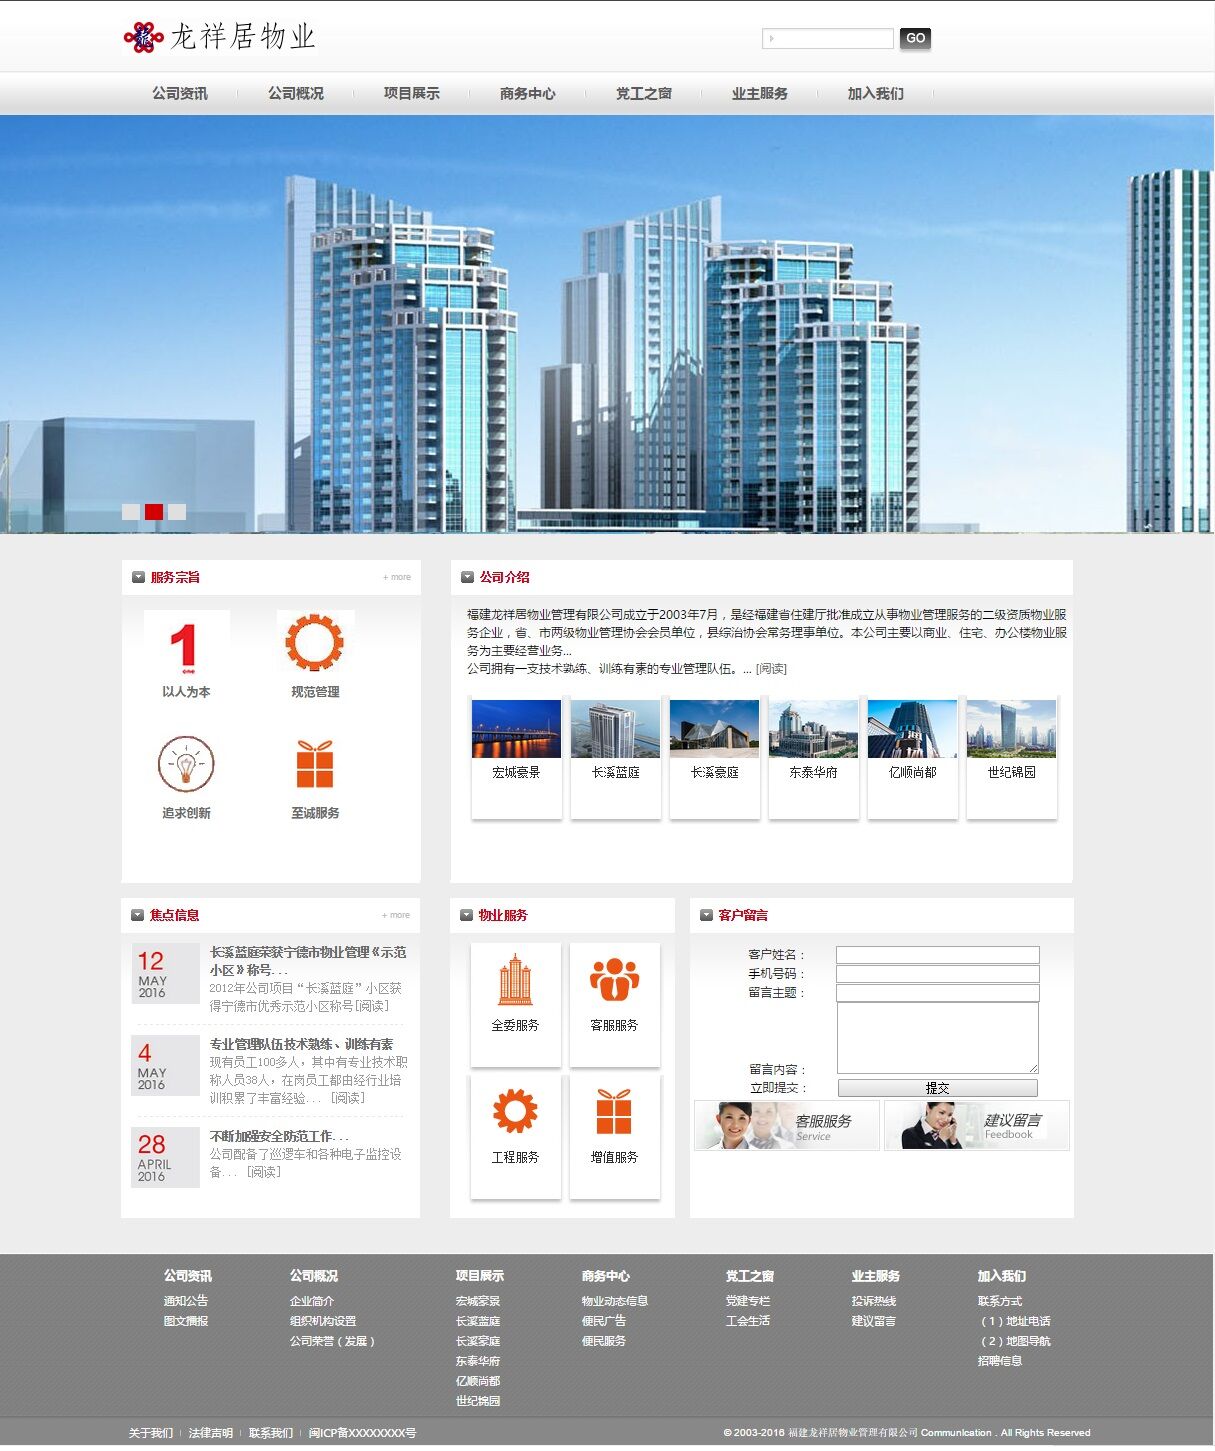 龙祥居物业
GO
公司资讯
公司概况
项目展示
商务中心
党工之窗
业主服务
加入我们
服务宗旨
+ more
1
以人为本
规范管理
追求创新
至诚服务
公司介绍
福建龙祥居物业管理有限公司成立于2003年7月，是经福建省住建厅批准成立从事物业管理服务的二级资质物业服
务企业，省、市两级物业管理协会会员单位，县综治协会常务理事单位。本公司主要以商业、住宅、办公楼物业服
务为主要经营业务...
公司拥有一支技术熟练、训练有素的专业管理队伍。... [阅读]
宏城豪景
长溪蓝庭
长溪豪庭
东泰华府
亿顺尚都
世纪锦园
焦点信息
+ more
12
MAY
2016
长溪蓝庭荣获宁德市物业管理《示范
小区》称号...
2012年公司项目“长溪蓝庭”小区获
得宁德市优秀示范小区称号[阅读]
4
MAY
2016
专业管理队伍技术熟练、训练有素
现有员工100多人，其中有专业技术职
称人员38人，在岗员工都由经行业培
训积累了丰富经验... [阅读]
28
APRIL
2016
不断加强安全防范工作...
公司配备了巡逻车和各种电子监控设
备... [阅读]
物业服务
全委服务
客服服务
工程服务
增值服务
客户留言
客户姓名：
手机号码：
留言主题：
留言内容：
立即提交：
提交
客服服务
Service
建议留言
Feedbook
公司资讯
通知公告
图文播报
公司概况
企业简介
组织机构设置
公司荣誉（发展）
项目展示
宏城豪景
长溪蓝庭
长溪豪庭
东泰华府
亿顺尚都
世纪锦园
商务中心
物业动态信息
便民广告
便民服务
党工之窗
党建专栏
工会生活
业主服务
投诉热线
建议留言
加入我们
联系方式
（1）地址电话
（2）地图导航
招聘信息
关于我们 | 法律声明 | 联系我们 | 闽ICP备XXXXXXXX号
© 2003-2016 福建龙祥居物业管理有限公司 Communication . All Rights Reserved